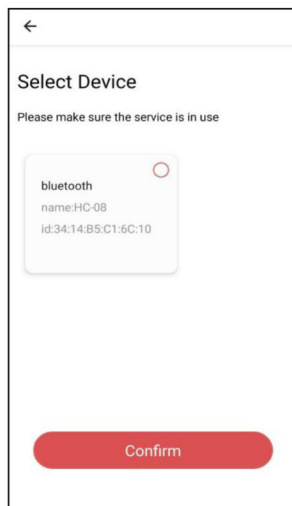 Select Device
Please make sure the service is in use
bluetooth
name:HC-08
id:34:14:B5:C1:6C:10
Confirm